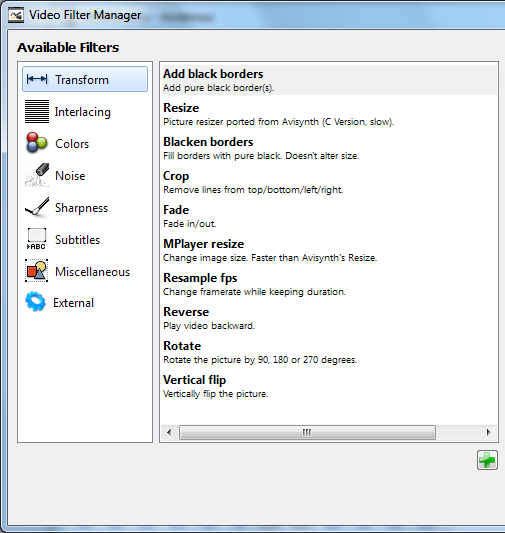 Video Filter Manager
Available Filters
Transform
Interlacing
Colors
Noise
Sharpness
ABC
Subtitles
Miscellaneous
External
Add black borders
Add pure black border(s).
Resize
Picture resizer ported from Avisynth (C Version, slow).
Blacken borders
Fill borders with pure black. Doesn't alter size.
Crop
Remove lines from top/bottom/left/right.
Fade
Fade in/out.
MPlayer resize
Change image size. Faster than Avisynth's Resize.
Resample fps
Change framerate while keeping duration.
Reverse
Play video backward.
Rotate
Rotate the picture by 90, 180 or 270 degrees.
Vertical flip
Vertically flip the picture.